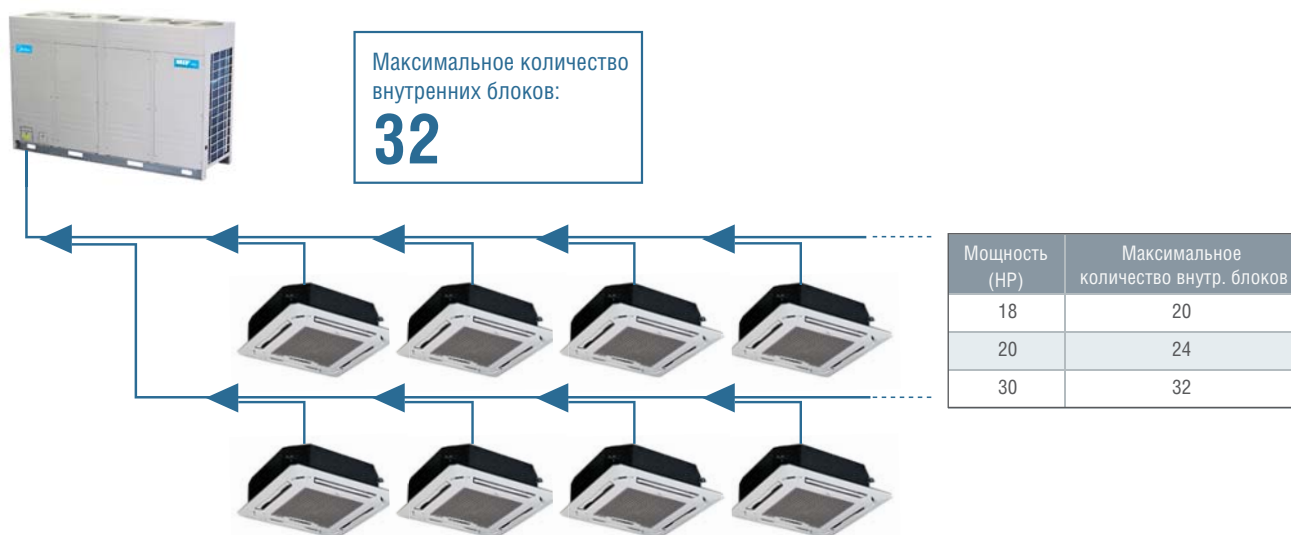 Максимальное количество
внутренних блоков:
32
Мощность
(HP)
Максимальное
количество внутр. блоков
18 20
20 24
30 32